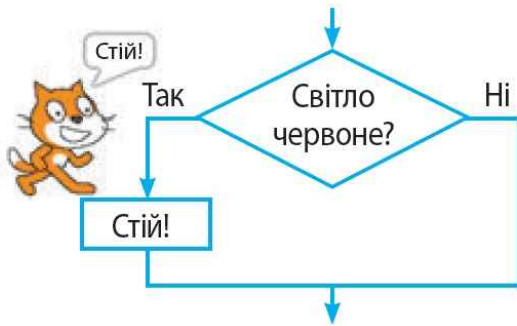 Стій!
Так
Світло
червоне?
Ні
Стій!